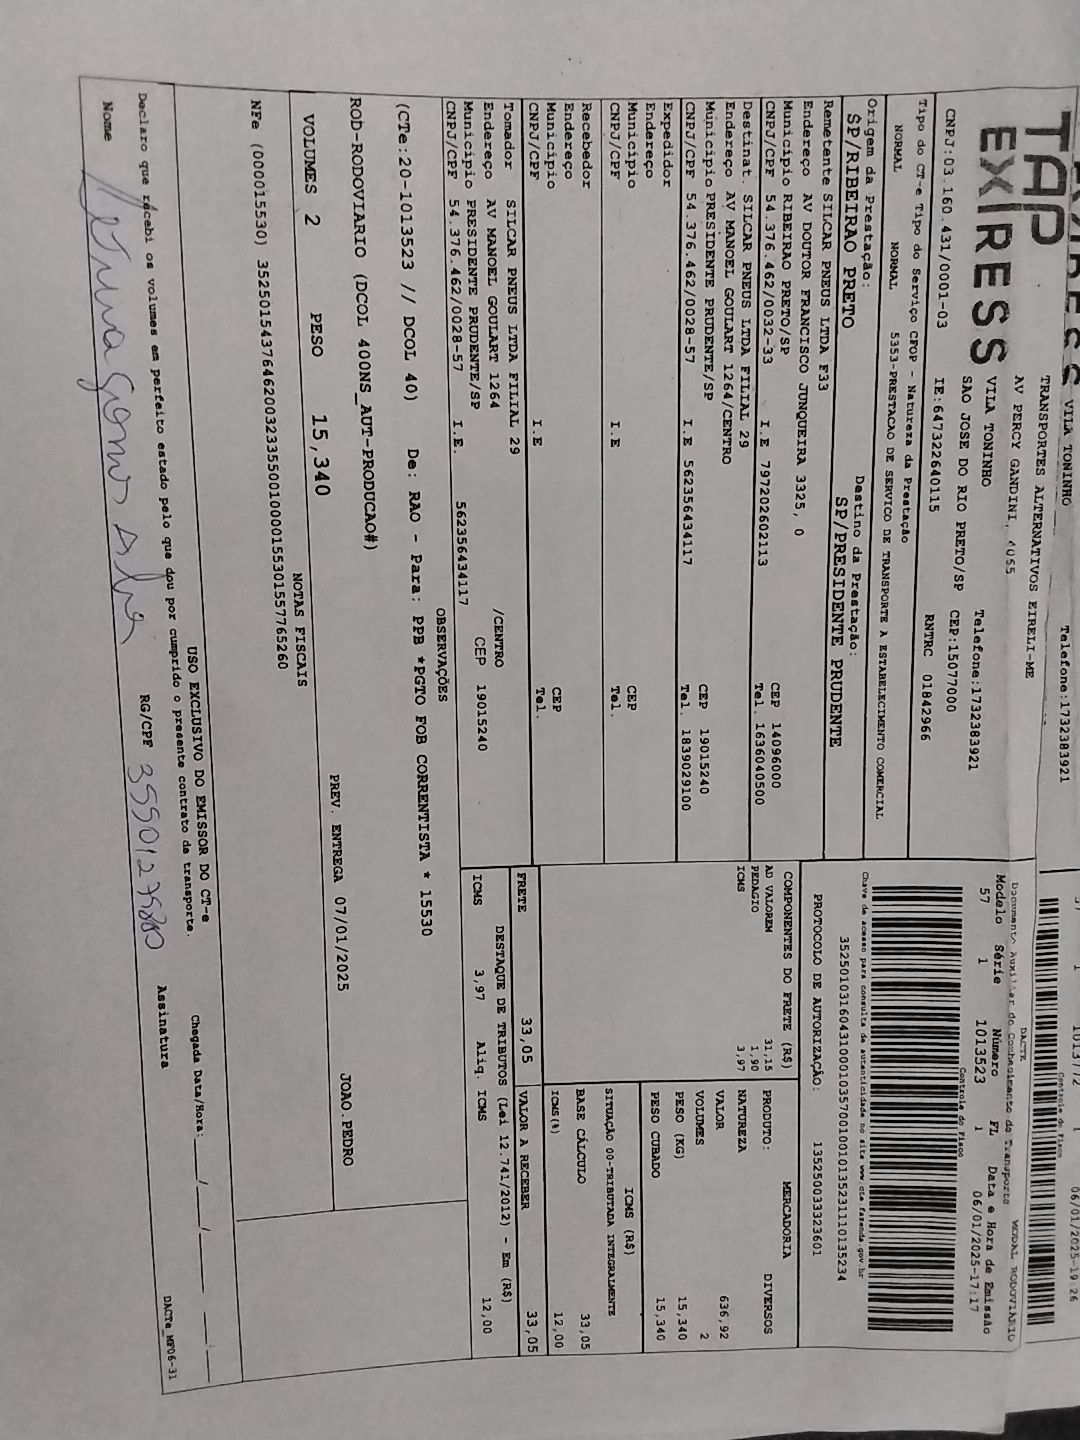 VILA TONINHO
Telefone:1732383921
06/01/2025-19:26
TAP
EXPRESS
TRANSPORTES ALTERNATIVOS EIRELI-ME
AV PERCY GANDINI, 4055
VILA TONINHO
Telefone:1732383921
SAO JOSE DO RIO PRETO/SP CEP:15077000
CNPJ:03.160.431/0001-03 IE:647322640115 RNTRC 01842966
DACTE
MODAL RODOVIARIO
Documento Auxiliar do Conhecimento de Transporte
Modelo Série Número FL Data e Hora de Emissão
57 1 1013523 1 06/01/2025-17:17
Controle do Fisco
Chave de acesso para consulta de autenticidade no site www.cte.fazenda.gov.br
PROTOCOLO DE AUTORIZAÇÃO: 135250033323601
Tipo do CT-e Tipo do Serviço CFOP - Natureza da Prestação
NORMAL NORMAL 5353-PRESTACAO DE SERVICO DE TRANSPORTE A ESTABELECIMENTO COMERCIAL
Origem da Prestação: Destino da Prestação:
SP/RIBEIRAO PRETO SP/PRESIDENTE PRUDENTE
Remetente SILCAR PNEUS LTDA F33
Endereço AV DOUTOR FRANCISCO JUNQUEIRA 3325, 0
Municipio RIBEIRAO PRETO/SP CEP 14096000
CNPJ/CPF 54.376.462/0032-33 I.E 797202602113 Tel. 1636040500
Destinat. SILCAR PNEUS LTDA FILIAL 29
Endereço AV MANOEL GOULART 1264/CENTRO
Municipio PRESIDENTE PRUDENTE/SP CEP 19015240
CNPJ/CPF 54.376.462/0028-57 I.E 562356434117 Tel. 1839029100
Expedidor
Endereço
Municipio CEP
CNPJ/CPF I.E Tel.
Recebedor
Endereço
Municipio CEP
CNPJ/CPF I.E Tel.
Tomador SILCAR PNEUS LTDA FILIAL 29
Endereço AV MANOEL GOULART 1264 /CENTRO
Municipio PRESIDENTE PRUDENTE/SP CEP 19015240
CNPJ/CPF 54.376.462/0028-57 I.E. 562356434117
COMPONENTES DO FRETE (R$)
AD VALOREM 31,15
PEDAGIO 1,90
ICMS 3,97
MERCADORIA
PRODUTO: DIVERSOS
NATUREZA
VALOR 636,92
VOLUMES 2
PESO (KG) 15,340
PESO CUBADO 15,340
ICMS (R$)
SITUAÇÃO 00-TRIBUTADA INTEGRALMENTE
BASE CÁLCULO 33,05
ICMS(%) 12,00
FRETE 33,05 VALOR A RECEBER 33,05
DESTAQUE DE TRIBUTOS (Lei 12.741/2012) - Em (R$)
ICMS 3,97 Aliq. ICMS 12,00
OBSERVAÇÕES
(CTe:20-1013523 // DCOL 40) De: RAO - Para: PPB *PGTO FOB CORRENTISTA * 15530
ROD-RODOVIARIO (DCOL 40ONS_AUT-PRODUCAO#)
PREV. ENTREGA 07/01/2025 JOAO.PEDRO
VOLUMES 2 PESO 15,340
NOTAS FISCAIS
NFe (000015530)
USO EXCLUSIVO DO EMISSOR DO CT-e
Declaro que recebi os volumes em perfeito estado pelo que dou por cumprido o presente contrato de transporte.
Chegada Data/Hora:___/___/___ ___:___
Nome RG/CPF Assinatura
DACTe_MF06-31